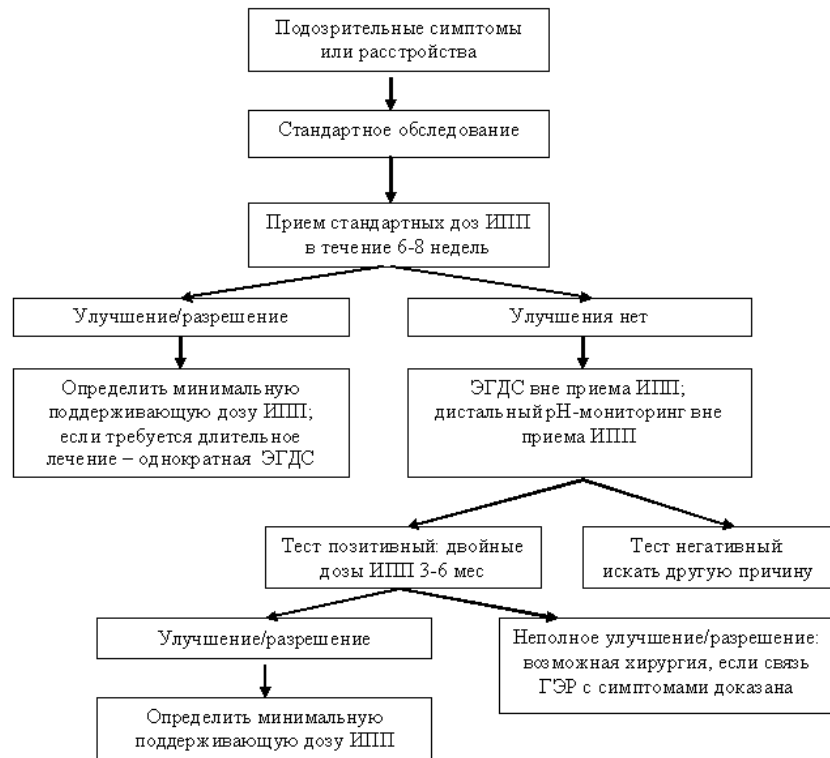 Подозрительные симптомы
или расстройства
Стандартное обследование
Прием стандартных доз ИПП
в течение 6-8 недель
Улучшение/разрешение
Улучшения нет
Определить минимальную
поддерживающую дозу ИПП;
если требуется длительное
лечение – однократная ЭГДС
ЭГДС вне приема ИПП;
дистальный рН-мониторинг вне
приема ИПП
Тест позитивный: двойные
дозы ИПП 3-6 мес
Тест негативный
искать другую причину
Улучшение/разрешение
Неполное улучшение/разрешение:
возможная хирургия, если связь
ГЭР с симптомами доказана
Определить минимальную
поддерживающую дозу ИПП